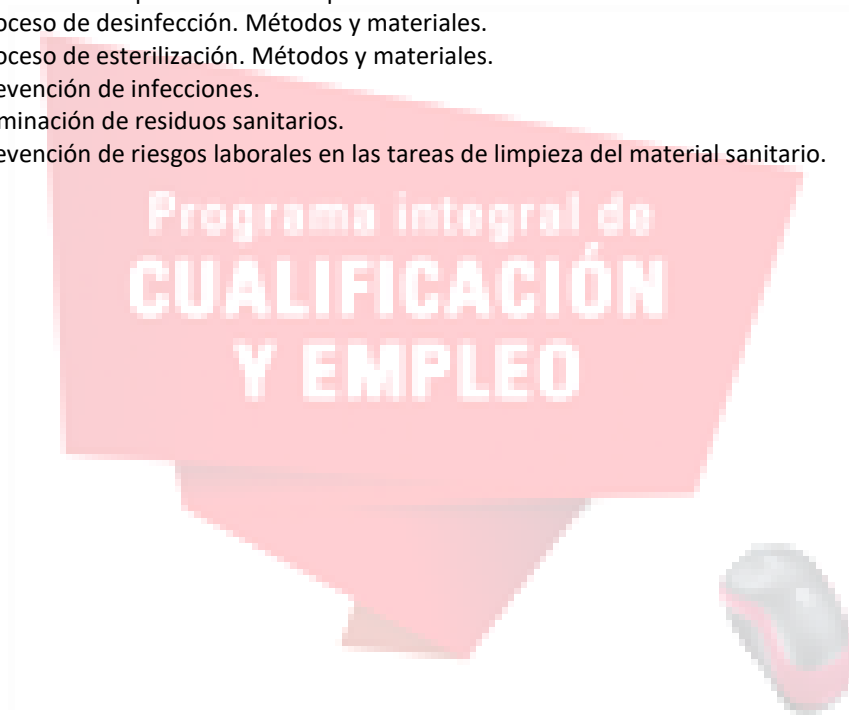 oceso de desinfección. Métodos y materiales.
oceso de esterilización. Métodos y materiales.
evención de infecciones.
minación de residuos sanitarios.
evención de riesgos laborales en las tareas de limpieza del material sanitario.
Programa integral de
CUALIFICACIÓN
Y EMPLEO